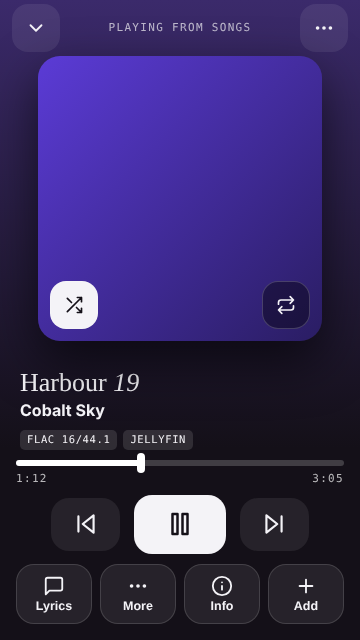 PLAYING FROM SONGS
Harbour 19
Cobalt Sky
FLAC 16/44.1 JELLYFIN
1:12 3:05
Lyrics More Info Add